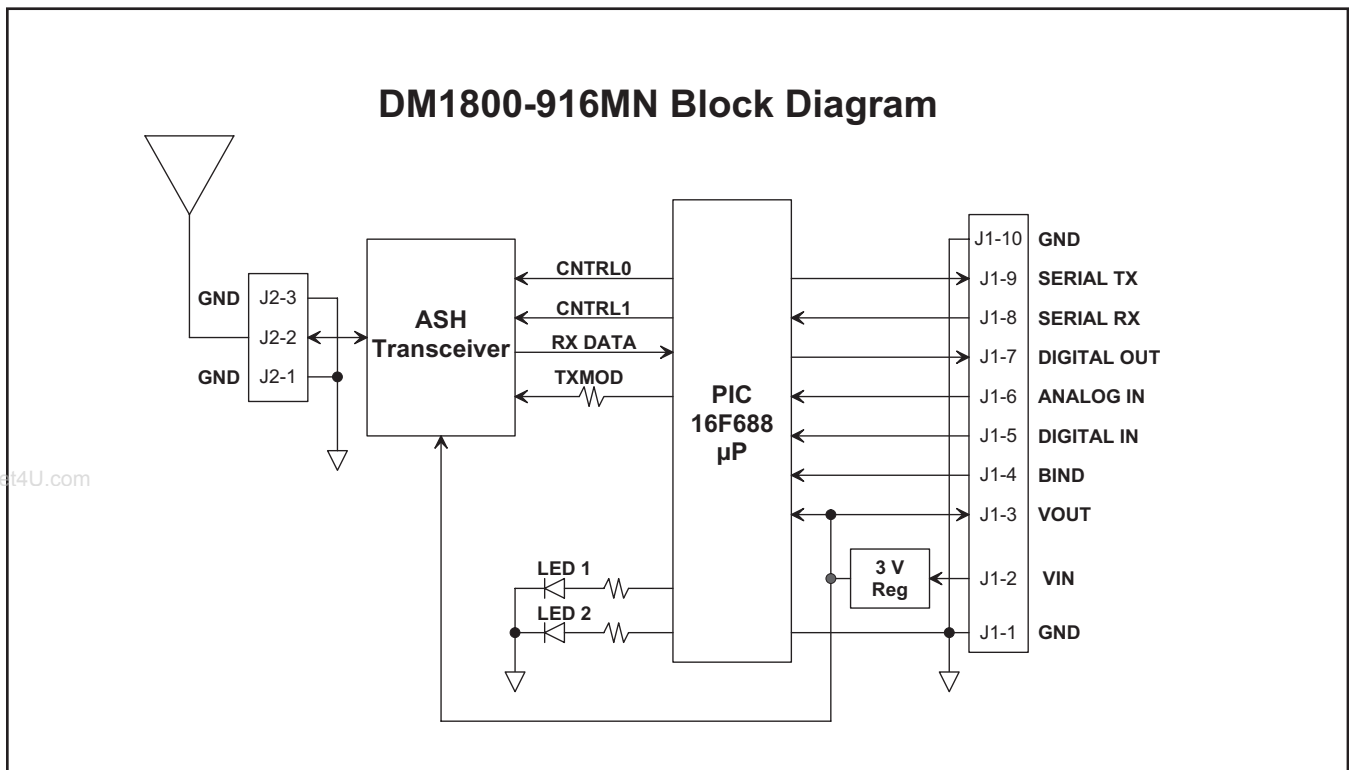 DM1800-916MN Block Diagram
GND J2-3
J2-2
GND J2-1
ASH
Transceiver
CNTRL0
CNTRL1
RX DATA
TXMOD
PIC
16F688
µP
LED 1
LED 2
3 V
Reg
J1-10 GND
J1-9 SERIAL TX
J1-8 SERIAL RX
J1-7 DIGITAL OUT
J1-6 ANALOG IN
J1-5 DIGITAL IN
J1-4 BIND
J1-3 VOUT
J1-2 VIN
J1-1 GND
et4U.com